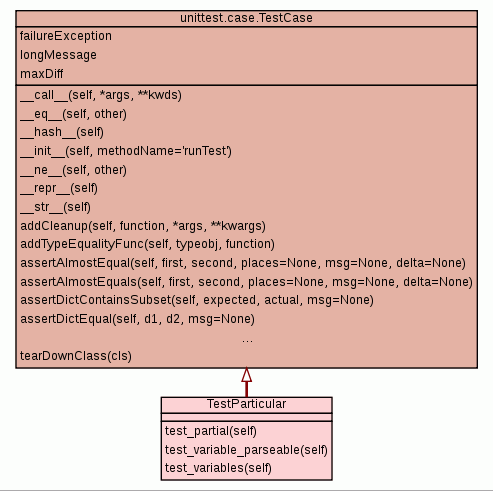 unittest.case.TestCase
failureException
longMessage
maxDiff
__call__(self, *args, **kwds)
__eq__(self, other)
__hash__(self)
__init__(self, methodName='runTest')
__ne__(self, other)
__repr__(self)
__str__(self)
addCleanup(self, function, *args, **kwargs)
addTypeEqualityFunc(self, typeobj, function)
assertAlmostEqual(self, first, second, places=None, msg=None, delta=None)
assertAlmostEquals(self, first, second, places=None, msg=None, delta=None)
assertDictContainsSubset(self, expected, actual, msg=None)
assertDictEqual(self, d1, d2, msg=None)
...
tearDownClass(cls)
TestParticular
test_partial(self)
test_variable_parseable(self)
test_variables(self)